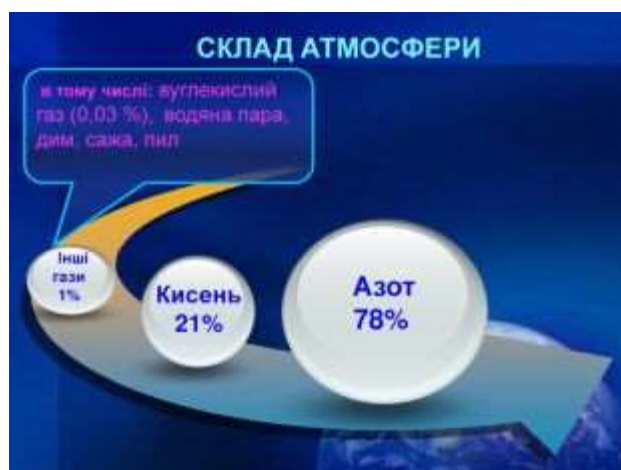 СКЛАД АТМОСФЕРИ
в тому числі: вуглекислий
газ (0,03 %), водяна пара,
дим, сажа, пил
Інші
гази
1%
Кисень
21%
Азот
78%